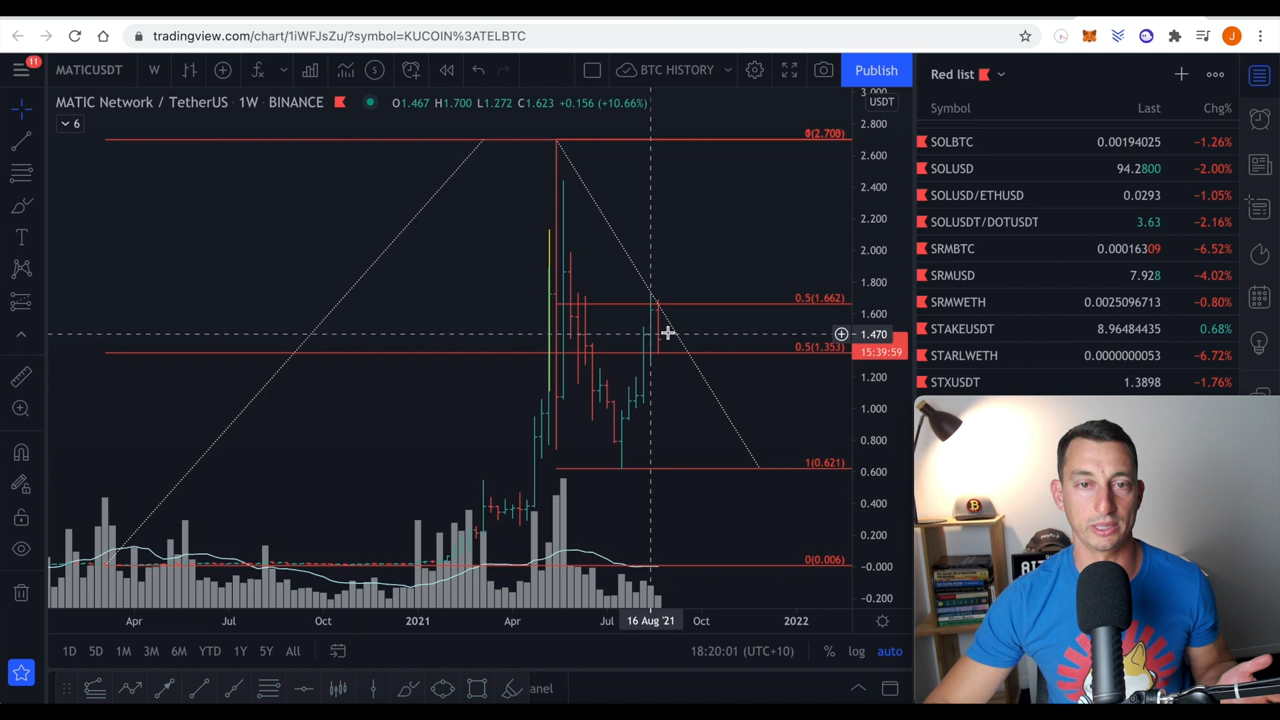 tradingview.com/chart/1iWFJsZu/?symbol=KUCOIN%3ATELBTC
J
11
MATICUSDT
W
BTC HISTORY
Publish
Red list
MATIC Network / TetherUS · 1W · BINANCE
O1.467 H1.700 L1.272 C1.623 +0.156 (+10.66%)
6
USDT
3.000
2.800
2.600
2.400
2.200
2.000
1.800
1.600
1.470
15:39:59
1.200
1.000
0.800
0.600
0.400
0.200
-0.000
-0.200
0.5(1.662)
0.5(1.353)
1(0.621)
0(0.006)
Apr
Jul
Oct
2021
Apr
Jul
16 Aug '21
Oct
2022
1D 5D 1M 3M 6M YTD 1Y 5Y All
18:20:01 (UTC+10)
% log auto
anel
Symbol Last Chg%
SOLBTC 0.00194025 −1.26%
SOLUSD 94.2800 −2.00%
SOLUSD/ETHUSD 0.0293 −1.05%
SOLUSDT/DOTUSDT 3.63 −2.16%
SRMBTC 0.00016309 −6.52%
SRMUSD 7.928 −4.02%
SRMWETH 0.0025096713 −0.80%
STAKEUSDT 8.96484435 0.68%
STARLWETH 0.0000000053 −6.72%
STXUSDT 1.3898 −1.76%